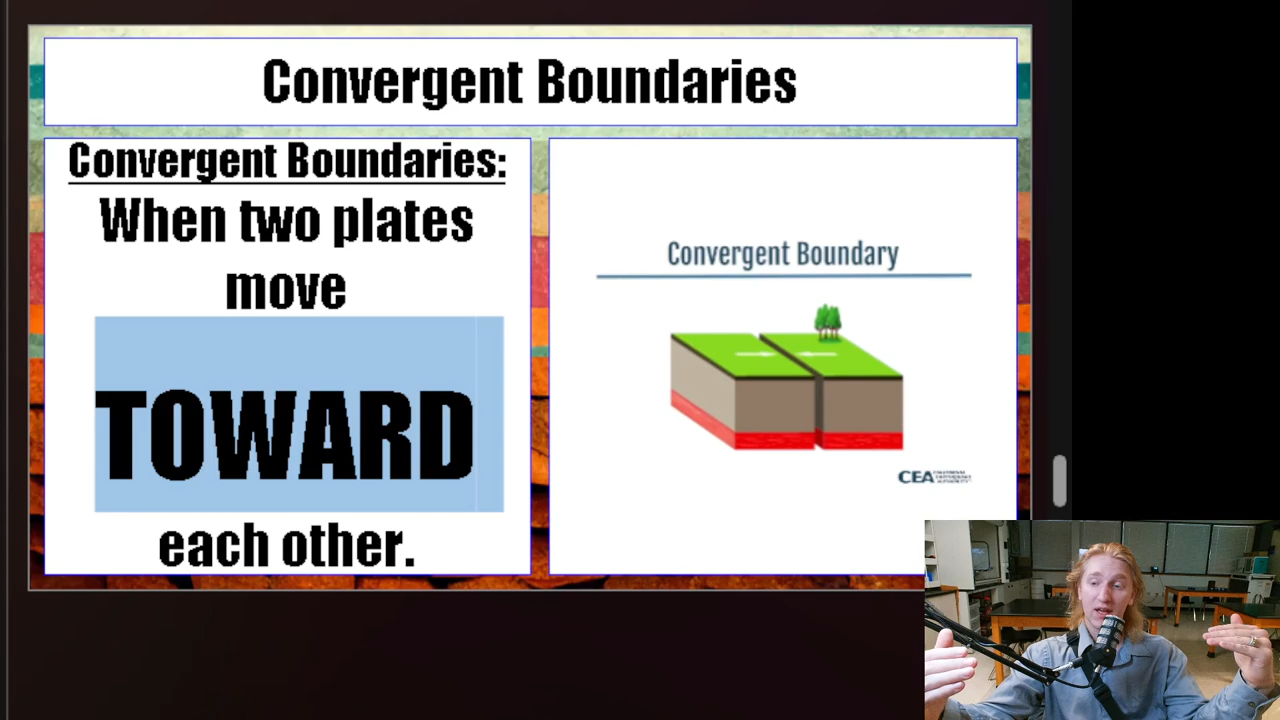 Convergent Boundaries
Convergent Boundaries:
When two plates
move
TOWARD
each other.
Convergent Boundary
CEA